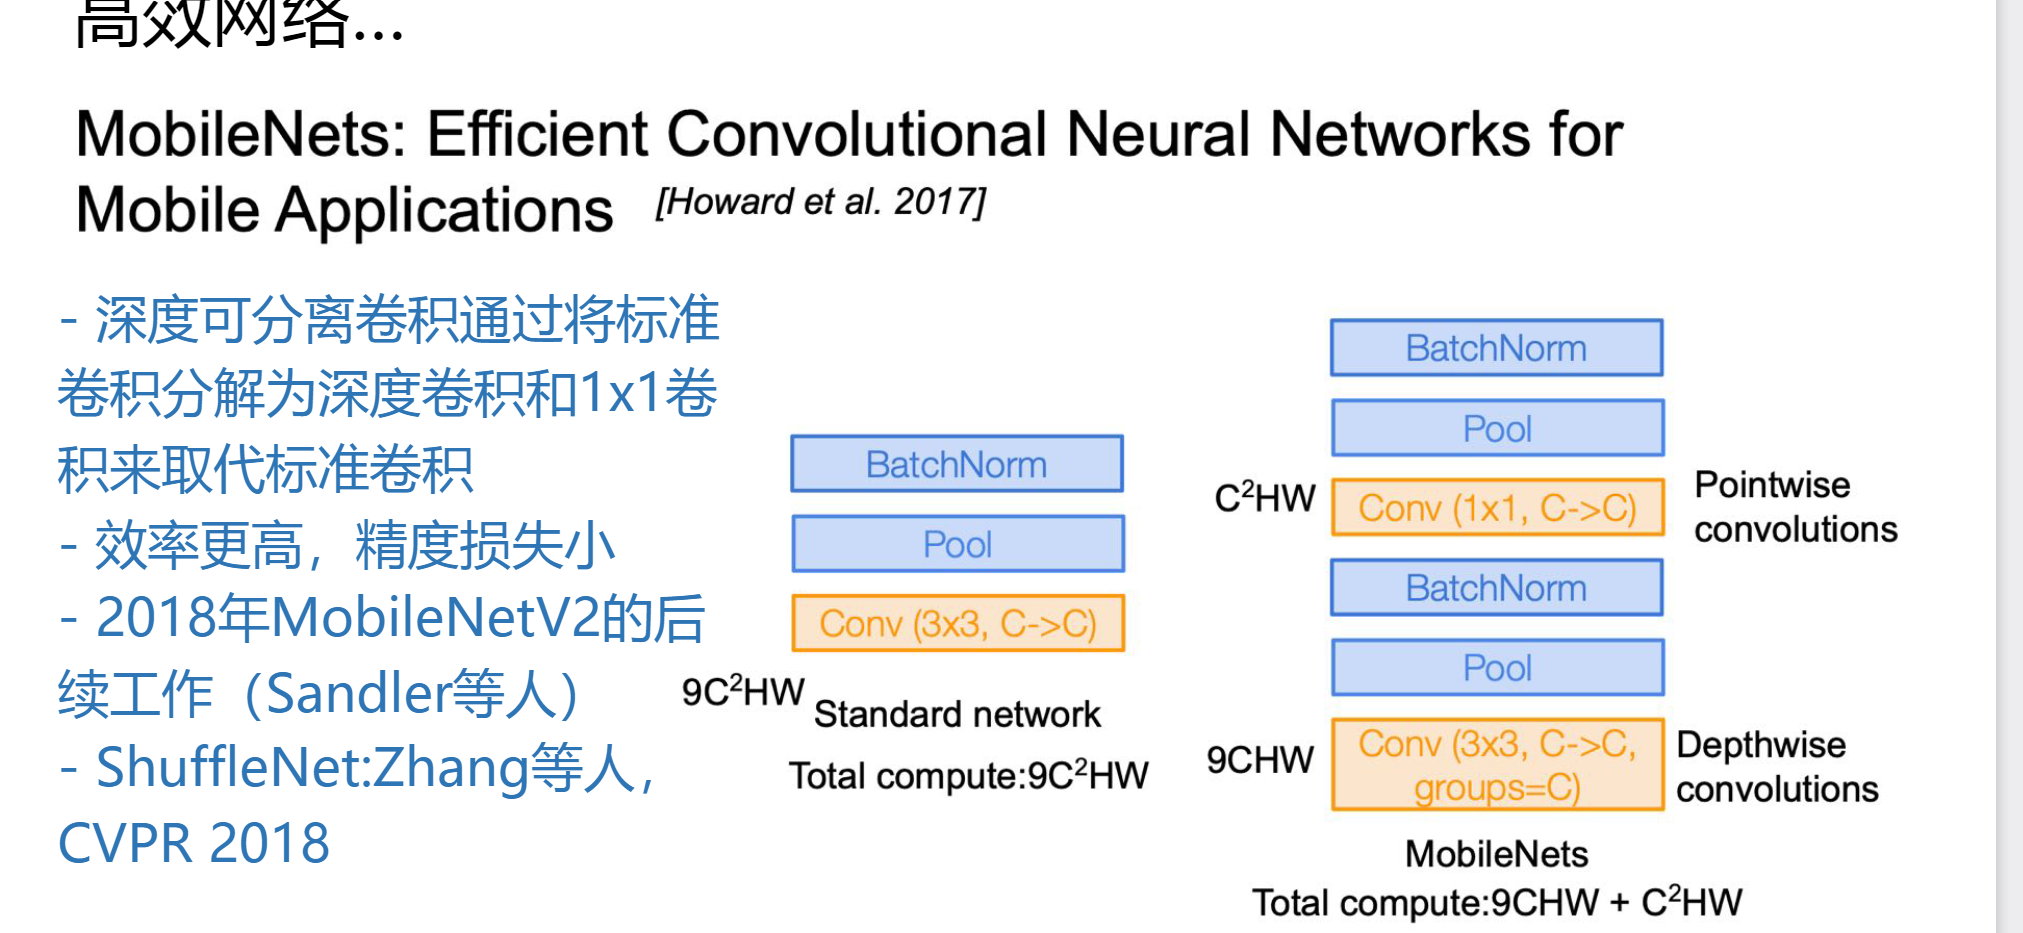 高效网络...
MobileNets: Efficient Convolutional Neural Networks for
Mobile Applications [Howard et al. 2017]
- 深度可分离卷积通过将标准
卷积分解为深度卷积和1x1卷
积来取代标准卷积
- 效率更高，精度损失小
- 2018年MobileNetV2的后
续工作（Sandler等人）
- ShuffleNet:Zhang等人，
CVPR 2018
BatchNorm
Pool
Conv (3x3, C->C)
9C²HW
Standard network
Total compute:9C²HW
BatchNorm
Pool
C²HW
Conv (1x1, C->C)
Pointwise
convolutions
BatchNorm
Pool
9CHW
Conv (3x3, C->C,
groups=C)
Depthwise
convolutions
MobileNets
Total compute:9CHW + C²HW